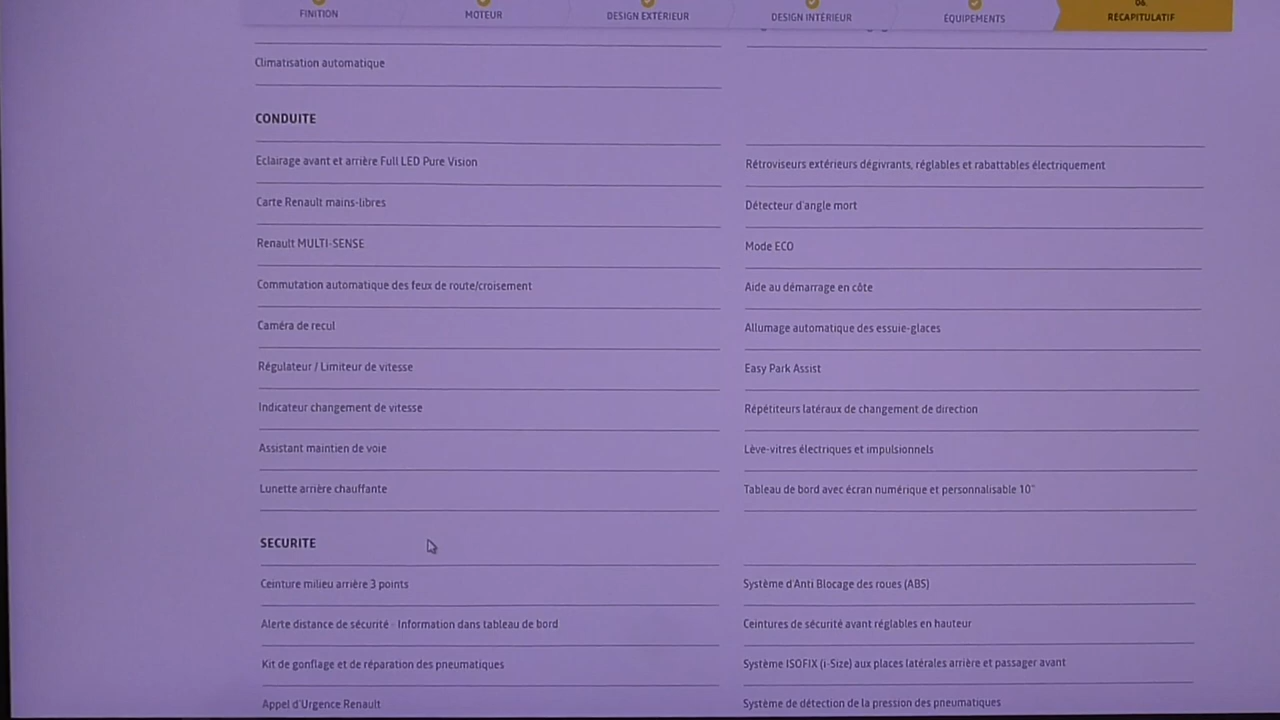 FINITION
MOTEUR
DESIGN EXTÉRIEUR
DESIGN INTÉRIEUR
ÉQUIPEMENTS
06.
RECAPITULATIF
Climatisation automatique
CONDUITE
Eclairage avant et arrière Full LED Pure Vision
Rétroviseurs extérieurs dégivrants, réglables et rabattables électriquement
Carte Renault mains-libres
Détecteur d'angle mort
Renault MULTI-SENSE
Mode ECO
Commutation automatique des feux de route/croisement
Aide au démarrage en côte
Caméra de recul
Allumage automatique des essuie-glaces
Régulateur / Limiteur de vitesse
Easy Park Assist
Indicateur changement de vitesse
Répétiteurs latéraux de changement de direction
Assistant maintien de voie
Lève-vitres électriques et impulsionnels
Lunette arrière chauffante
Tableau de bord avec écran numérique et personnalisable 10"
SECURITE
Ceinture milieu arrière 3 points
Système d'Anti Blocage des roues (ABS)
Alerte distance de sécurité - Information dans tableau de bord
Ceintures de sécurité avant réglables en hauteur
Kit de gonflage et de réparation des pneumatiques
Système ISOFIX (i-Size) aux places latérales arrière et passager avant
Appel d'Urgence Renault
Système de détection de la pression des pneumatiques